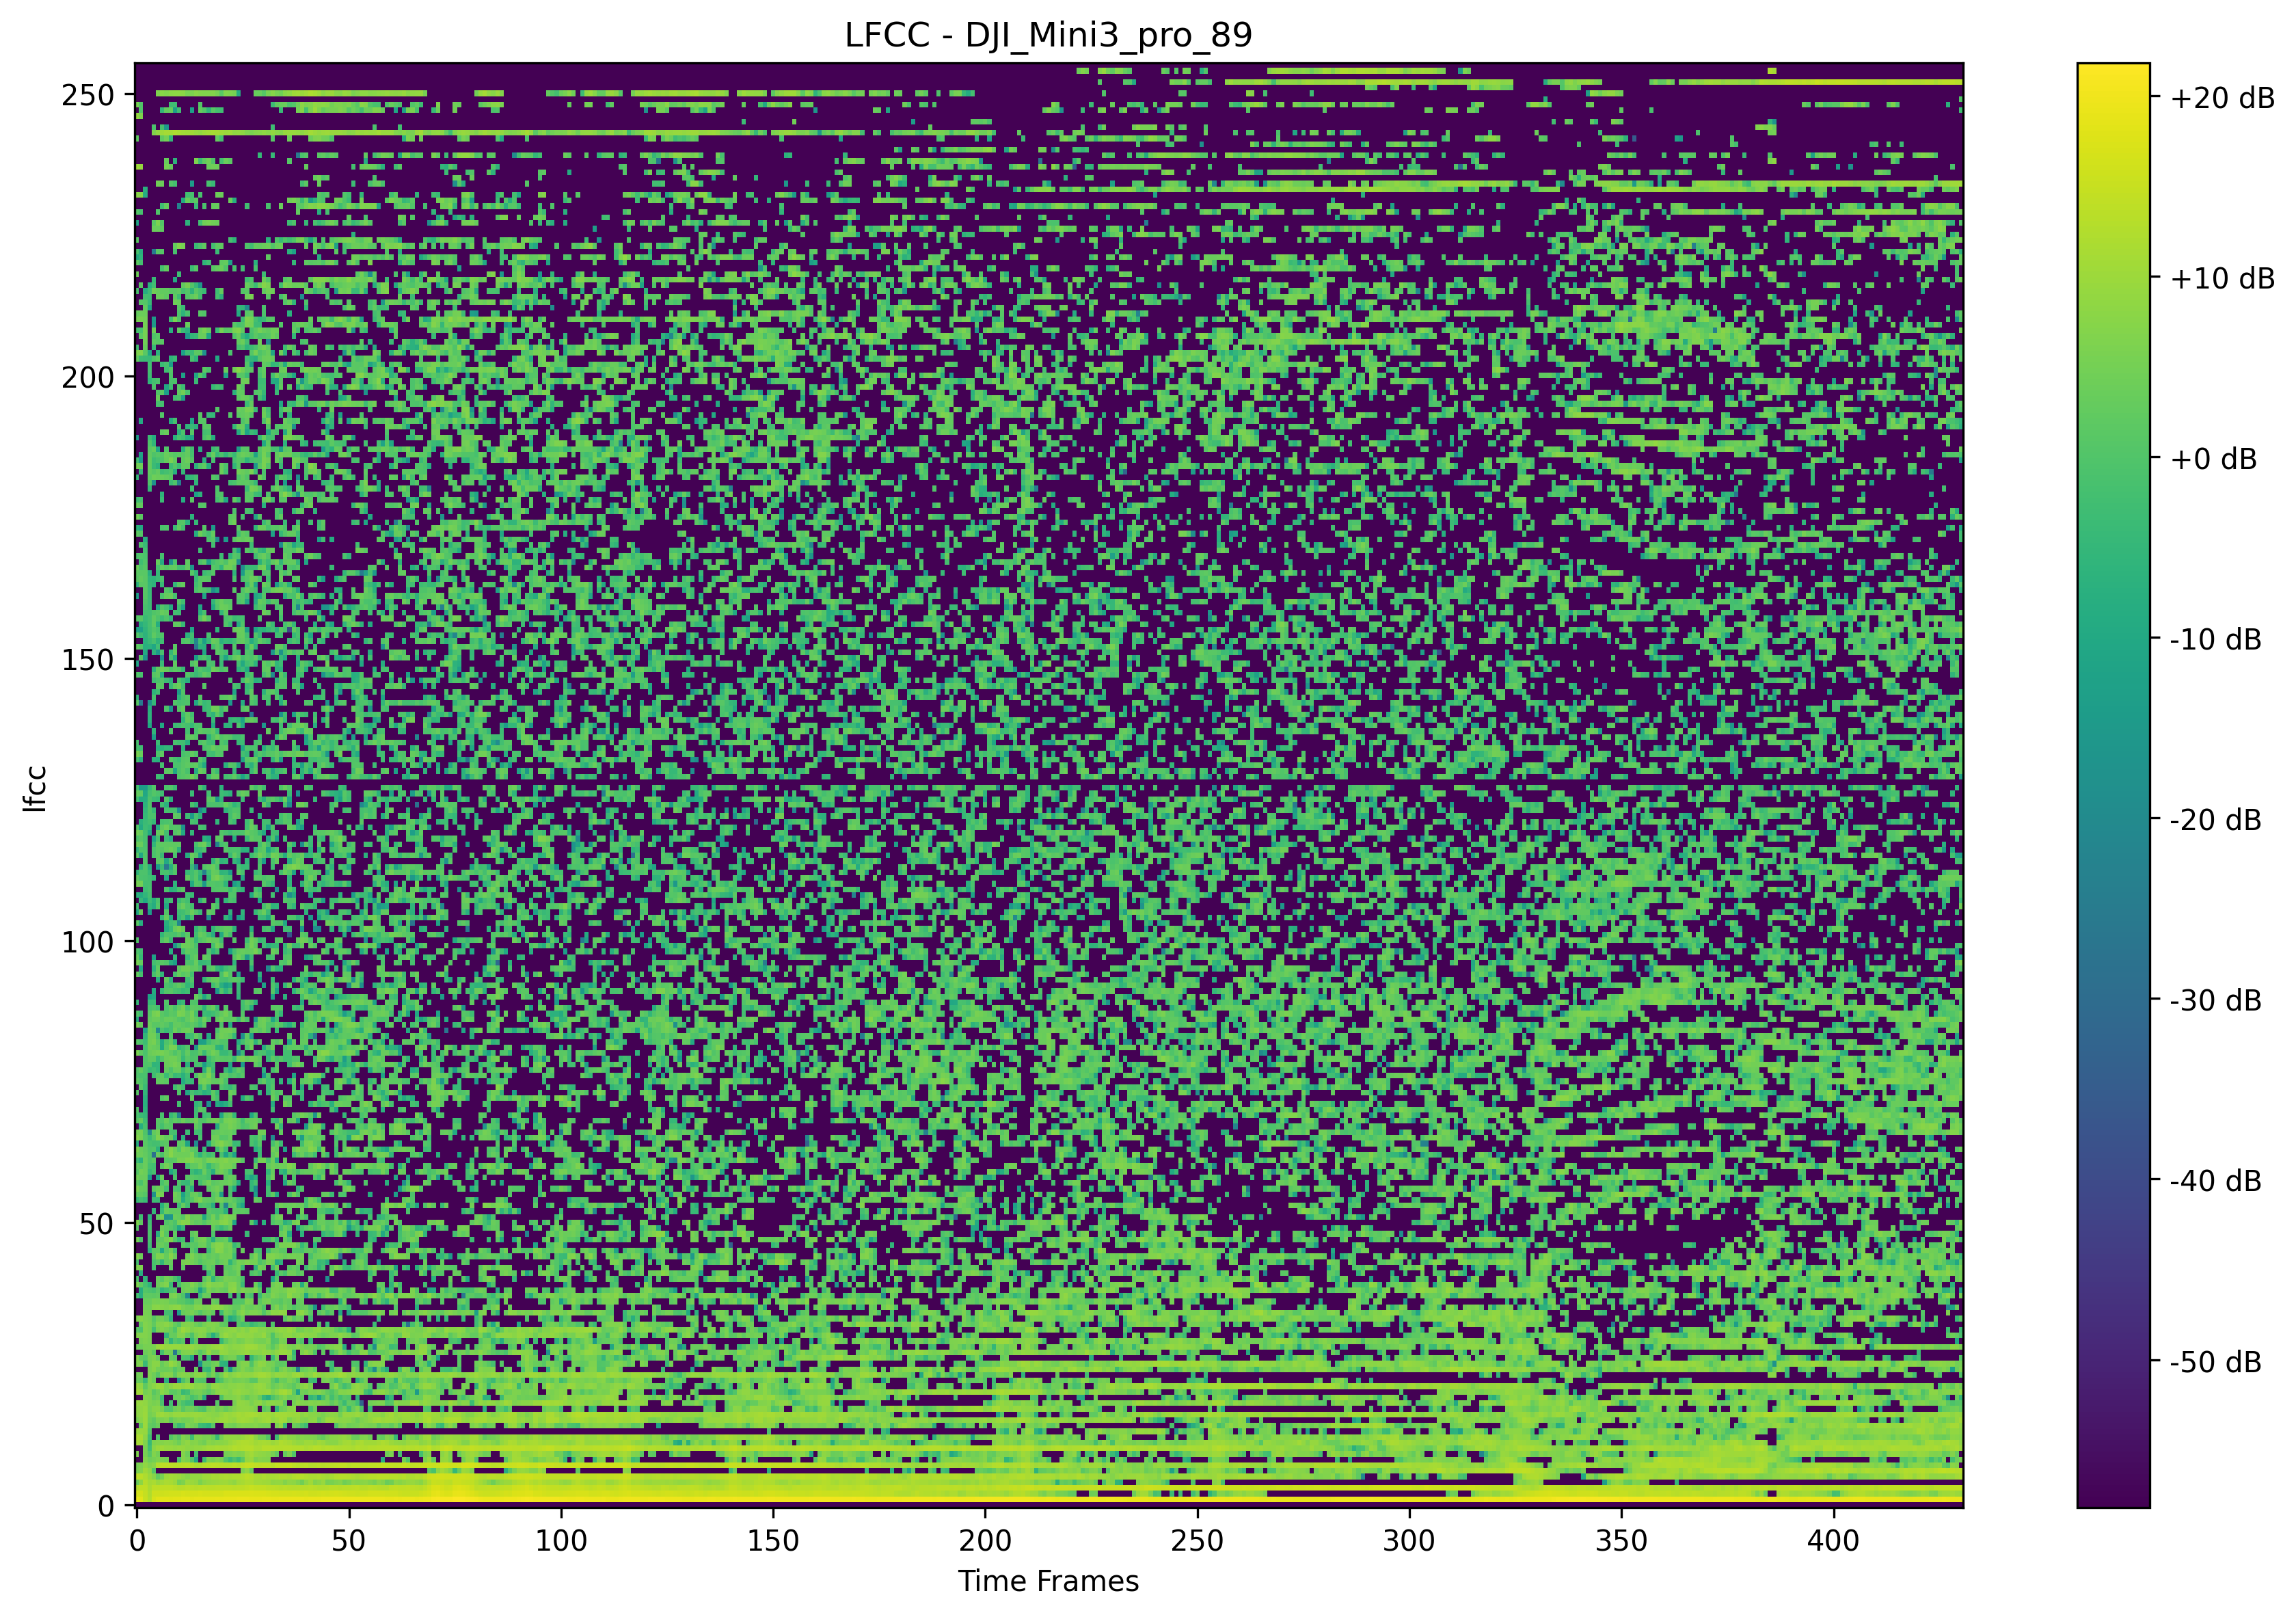 LFCC - DJI_Mini3_pro_89
250
200
150
100
50
0
lfcc
0 50 100 150 200 250 300 350 400
Time Frames
+20 dB
+10 dB
+0 dB
-10 dB
-20 dB
-30 dB
-40 dB
-50 dB